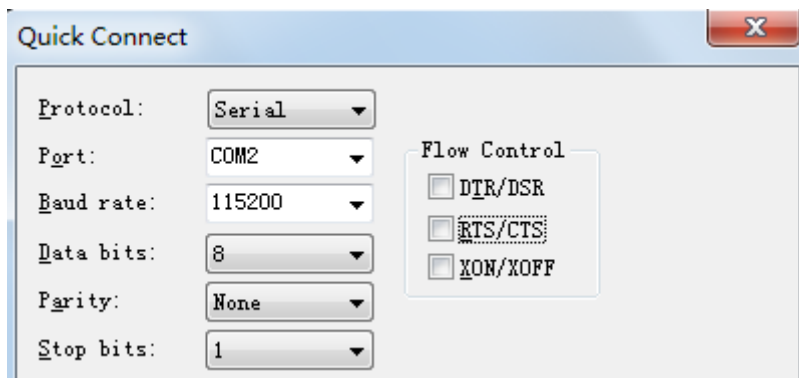 Quick Connect
Protocol: Serial
Port: COM2
Baud rate: 115200
Data bits: 8
Parity: None
Stop bits: 1
Flow Control
DTR/DSR
RTS/CTS
XON/XOFF